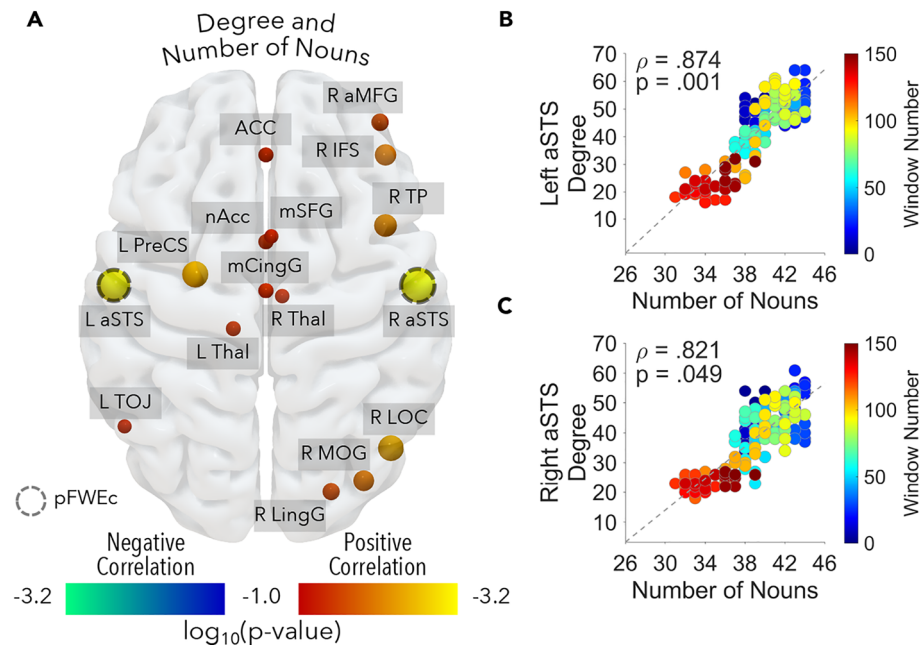 A
Degree and
Number of Nouns
R aMFG
ACC
R IFS
R TP
nAcc
mSFG
L PreCS
mCingG
L aSTS
R Thal
R aSTS
L Thal
L TOJ
R LOC
R MOG
pFWEc
R LingG
Negative
Correlation
Positive
Correlation
-3.2
-1.0
-3.2
log10(p-value)
B
ρ = .874
p = .001
Left aSTS
Degree
70
60
50
40
30
20
10
26 30 34 38 42 46
Number of Nouns
150
100
50
0
Window Number
C
ρ = .821
p = .049
Right aSTS
Degree
70
60
50
40
30
20
10
26 30 34 38 42 46
Number of Nouns
150
100
50
0
Window Number